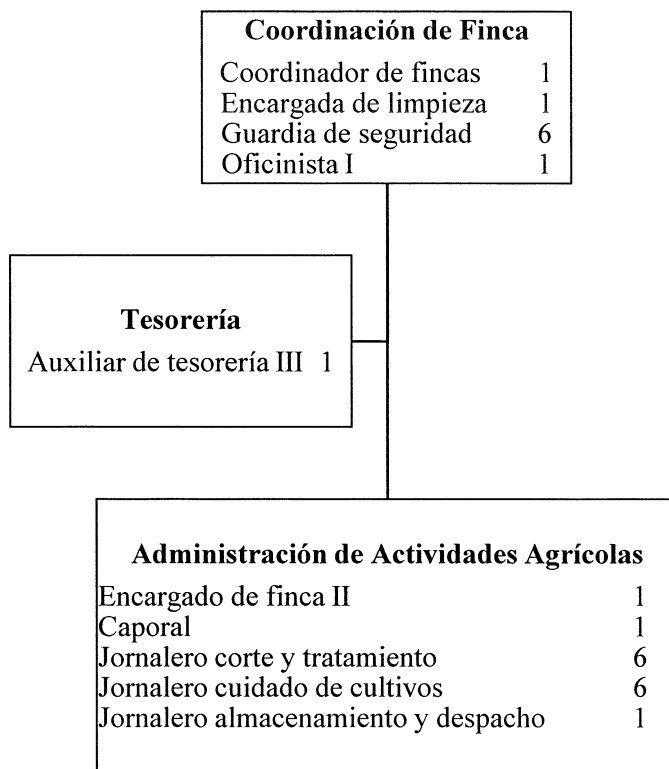 Coordinación de Finca
Coordinador de fincas 1
Encargada de limpieza 1
Guardia de seguridad 6
Oficinista I 1
Tesorería
Auxiliar de tesorería III 1
Administración de Actividades Agrícolas
Encargado de finca II 1
Caporal 1
Jornalero corte y tratamiento 6
Jornalero cuidado de cultivos 6
Jornalero almacenamiento y despacho 1